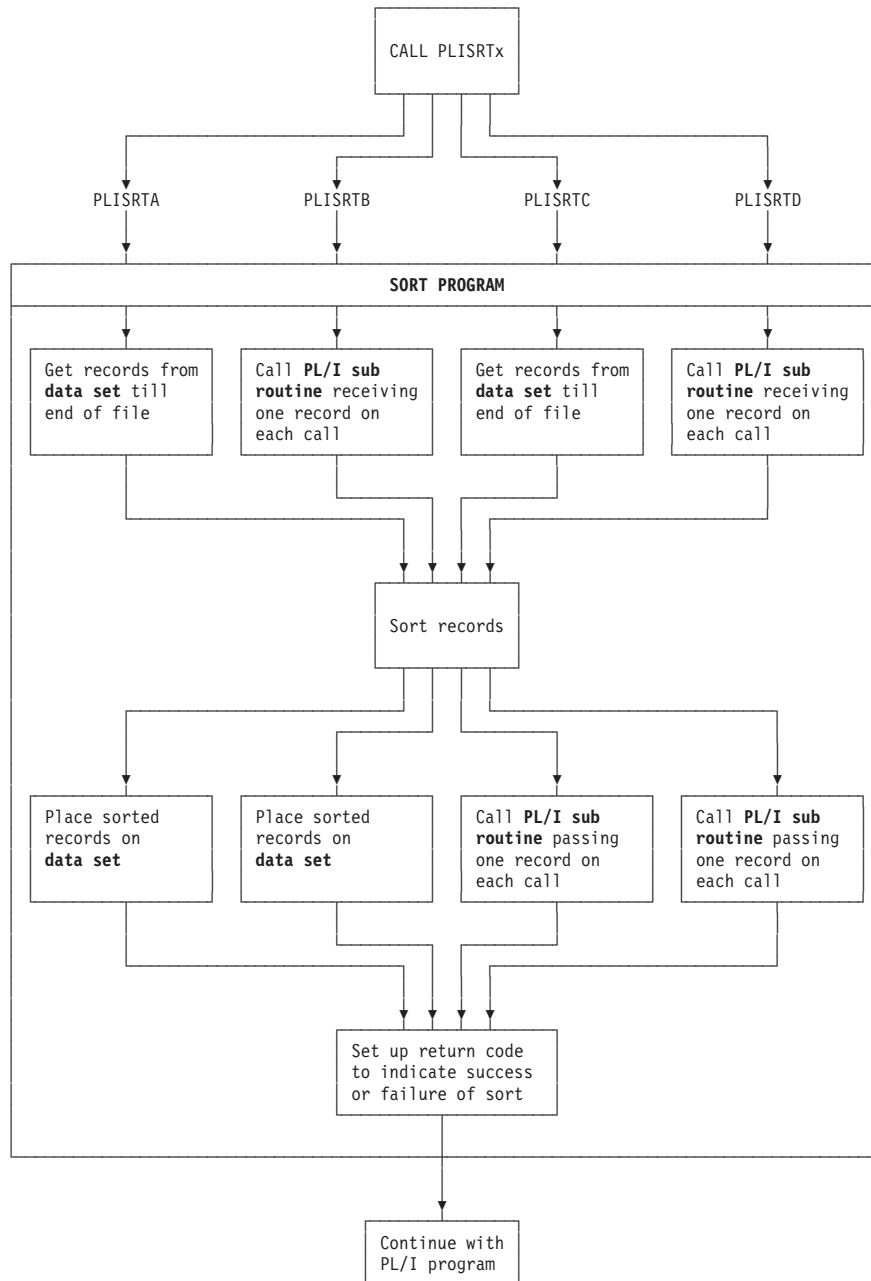 CALL PLISRTx
PLISRTA PLISRTB PLISRTC PLISRTD
SORT PROGRAM
Get records from
data set till
end of file
Call PL/I sub
routine receiving
one record on
each call
Get records from
data set till
end of file
Call PL/I sub
routine receiving
one record on
each call
Sort records
Place sorted
records on
data set
Place sorted
records on
data set
Call PL/I sub
routine passing
one record on
each call
Call PL/I sub
routine passing
one record on
each call
Set up return code
to indicate success
or failure of sort
Continue with
PL/I program